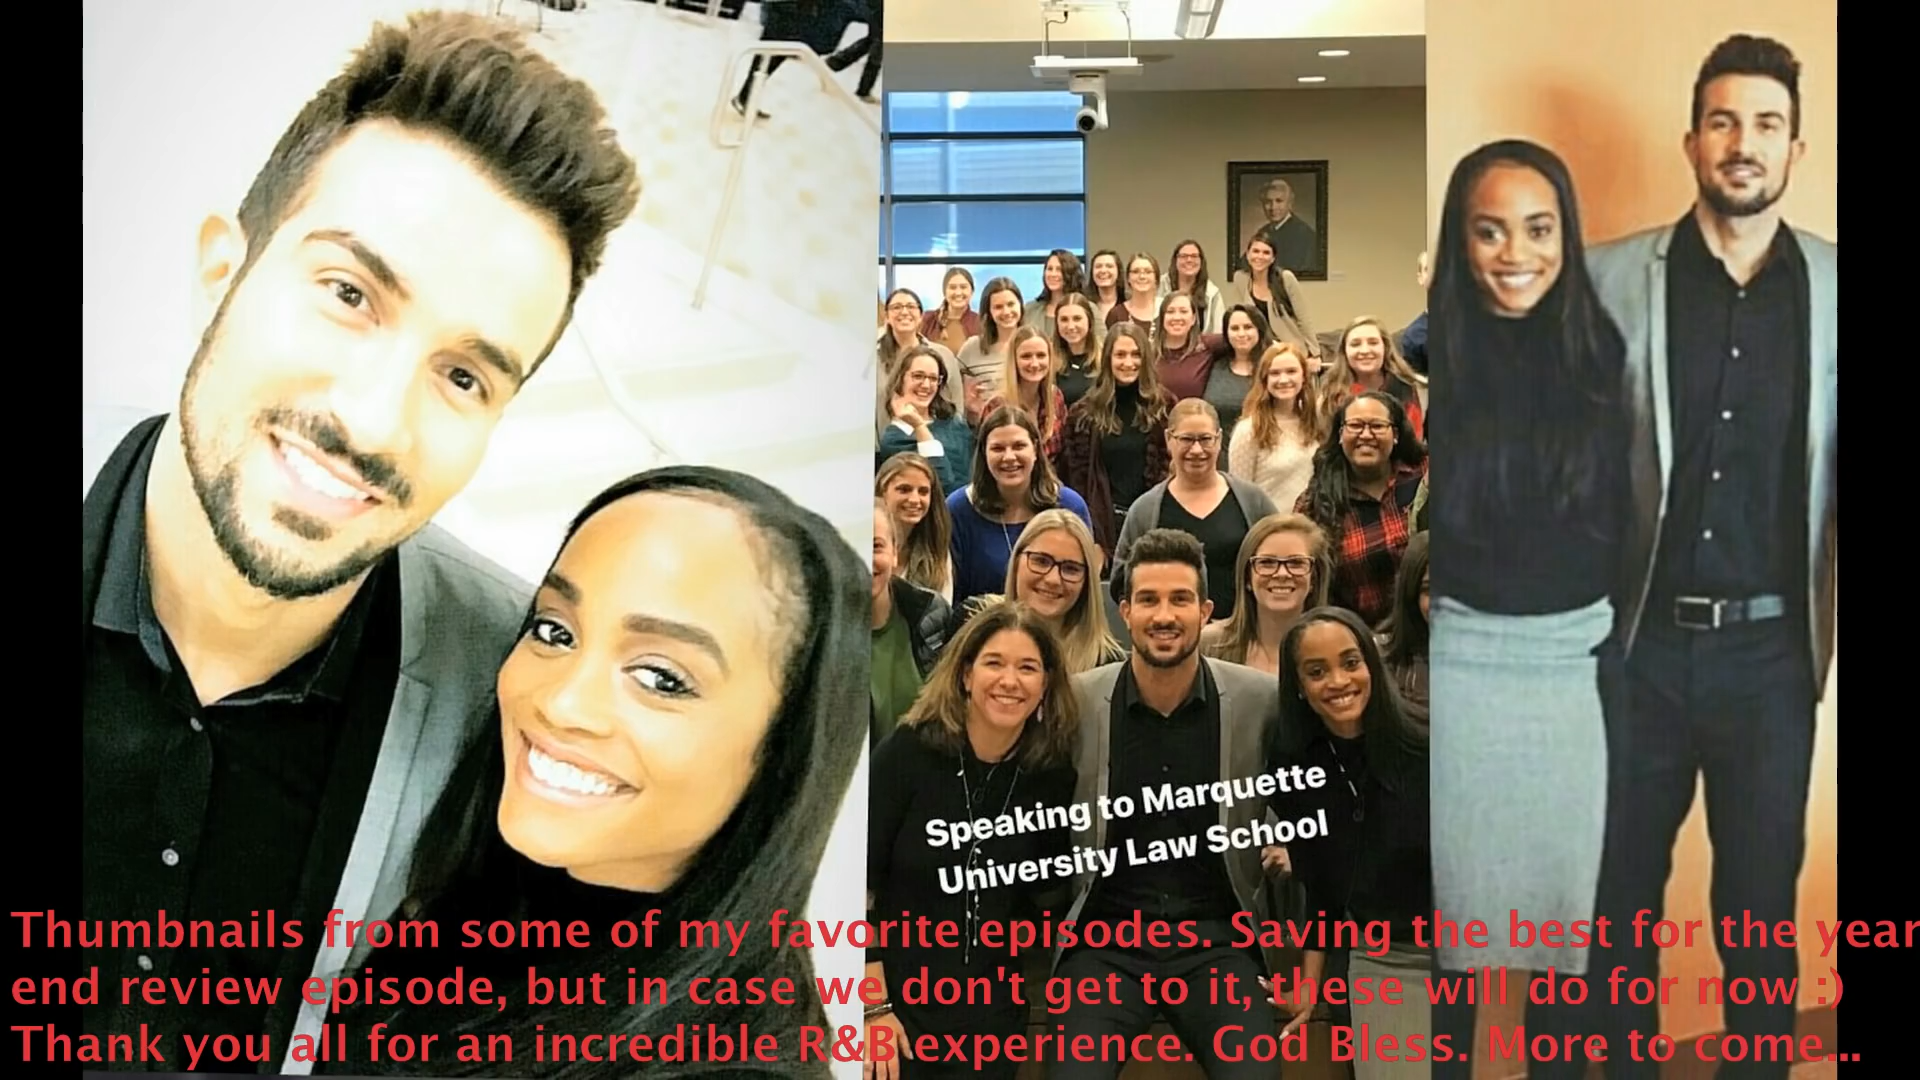 Speaking to Marquette
University Law School
Thumbnails from some of my favorite episodes. Saving the best for the year
end review episode, but in case we don't get to it, these will do for now :)
Thank you all for an incredible R&B experience. God Bless. More to come...